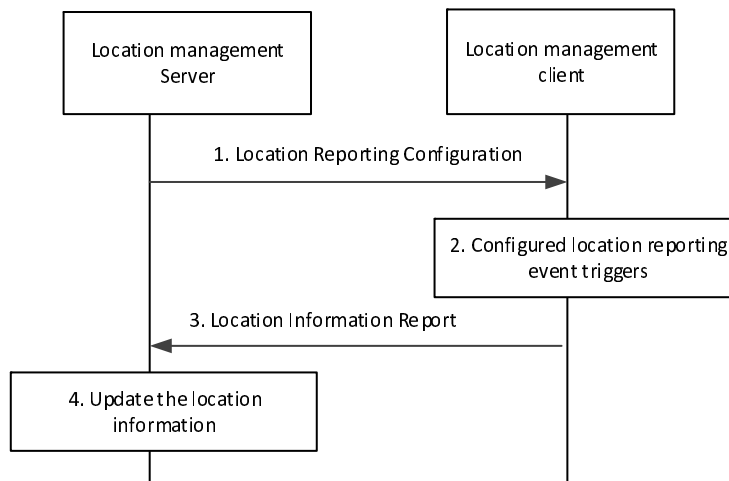 Location management
Server
Location management
client
1. Location Reporting Configuration
2. Configured location reporting
event triggers
3. Location Information Report
4. Update the location
information